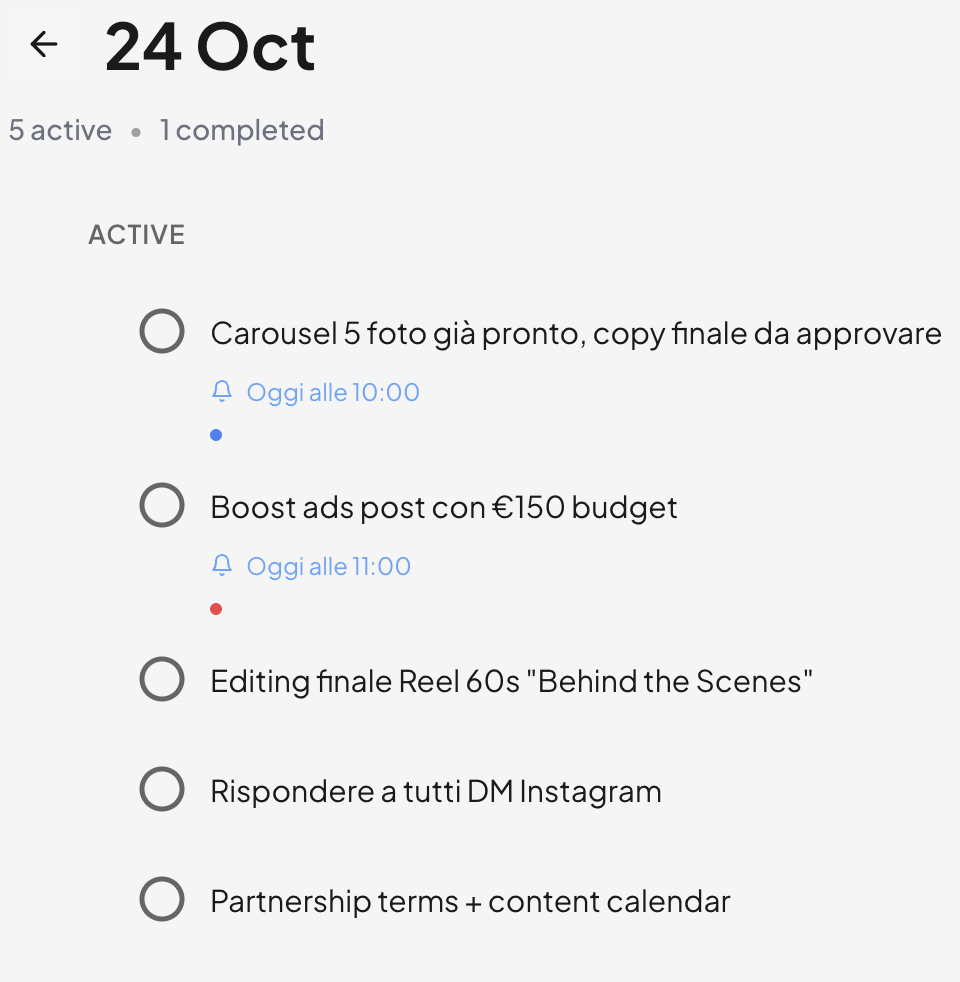 24 Oct
5 active • 1 completed
ACTIVE
Carousel 5 foto già pronto, copy finale da approvare
Oggi alle 10:00
Boost ads post con €150 budget
Oggi alle 11:00
Editing finale Reel 60s "Behind the Scenes"
Rispondere a tutti DM Instagram
Partnership terms + content calendar